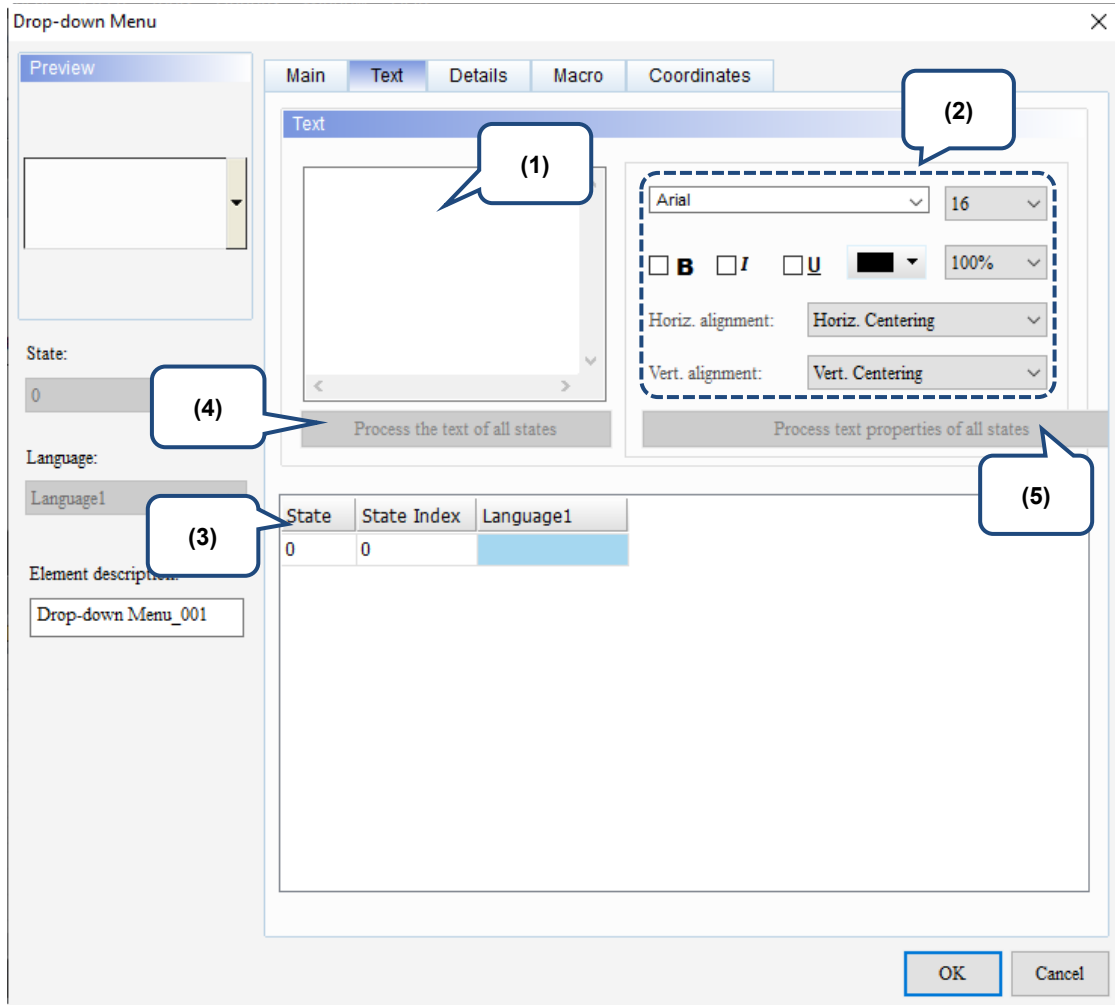 Drop-down Menu
Preview
Main Text Details Macro Coordinates
(2)
Text
(1)
Arial 16
B I U 100%
Horiz. alignment: Horiz. Centering
State:
Vert. alignment: Vert. Centering
0
(4)
Process the text of all states Process text properties of all states
Language:
Language1
(5)
State State Index Language1
(3)
0 0
Element description:
Drop-down Menu_001
OK Cancel